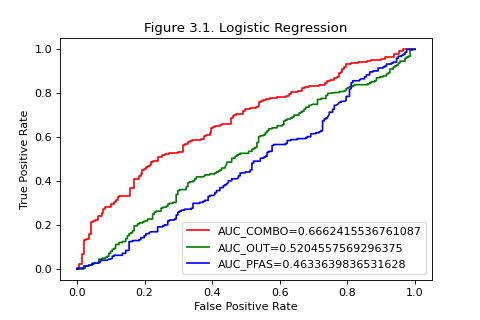 Figure 3.1. Logistic Regression
1.0
0.8
0.6
0.4
0.2
0.0
True Positive Rate
AUC_COMBO=0.6662415536761087
AUC_OUT=0.5204557569296375
AUC_PFAS=0.4633639836531628
0.0 0.2 0.4 0.6 0.8 1.0
False Positive Rate